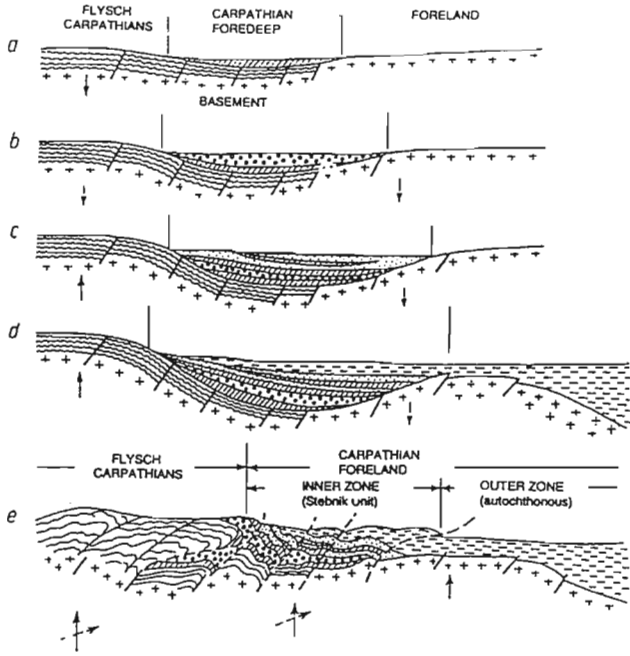 FLYSCH
CARPATHIANS
CARPATHIAN
FOREDEEP
FORELAND
a
BASEMENT
b
c
d
FLYSCH
CARPATHIANS
CARPATHIAN
FORELAND
INNER ZONE
(Stebnik unit)
OUTER ZONE
(autochthonous)
e